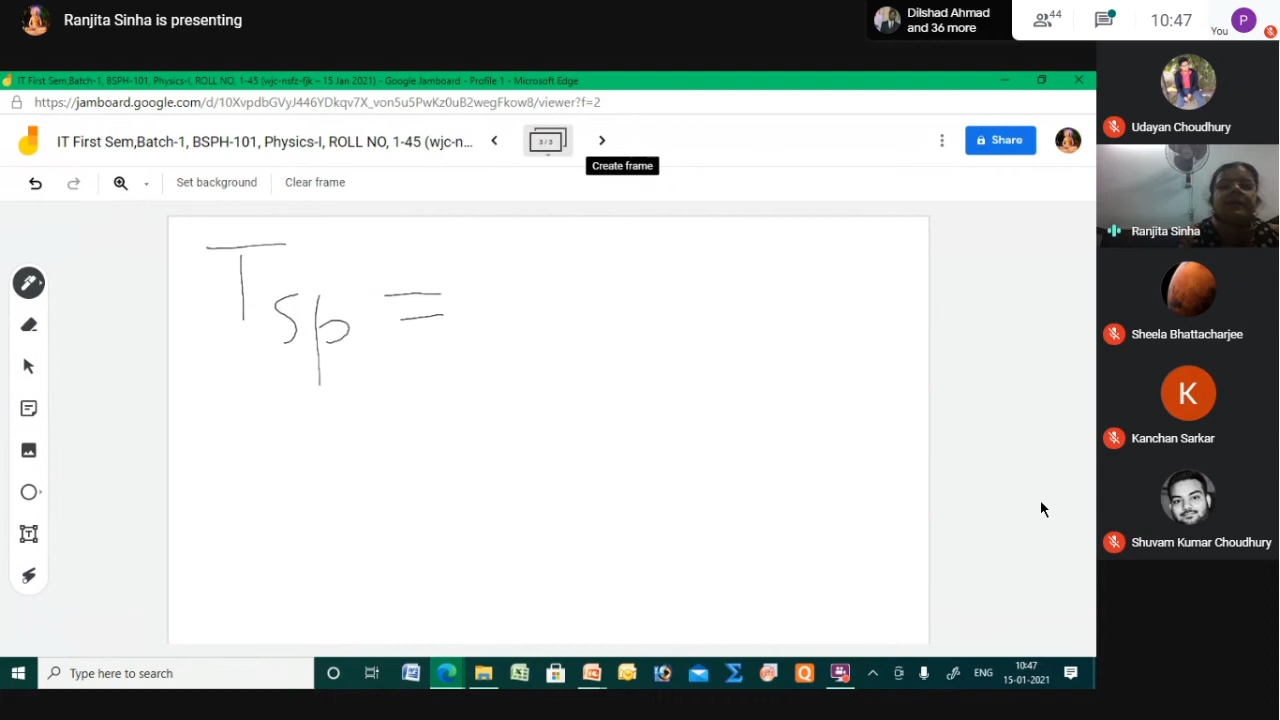 Ranjita Sinha is presenting
Dilshad Ahmad
and 36 more
44
10:47
You
P
IT First Sem,Batch-1, BSPH-101, Physics-I, ROLL NO, 1-45 (wjc-nsfz-fjk – 15 Jan 2021) - Google Jamboard - Profile 1 - Microsoft Edge
https://jamboard.google.com/d/10XvpdbGVyJ446YDkqv7X_von5u5PwKz0uB2wegFkow8/viewer?f=2
IT First Sem,Batch-1, BSPH-101, Physics-I, ROLL NO, 1-45 (wjc-n...
3 / 3
Share
Create frame
Set background
Clear frame
T sp =
Udayan Choudhury
Ranjita Sinha
Sheela Bhattacharjee
K
Kanchan Sarkar
Shuvam Kumar Choudhury
Type here to search
ENG
10:47
15-01-2021